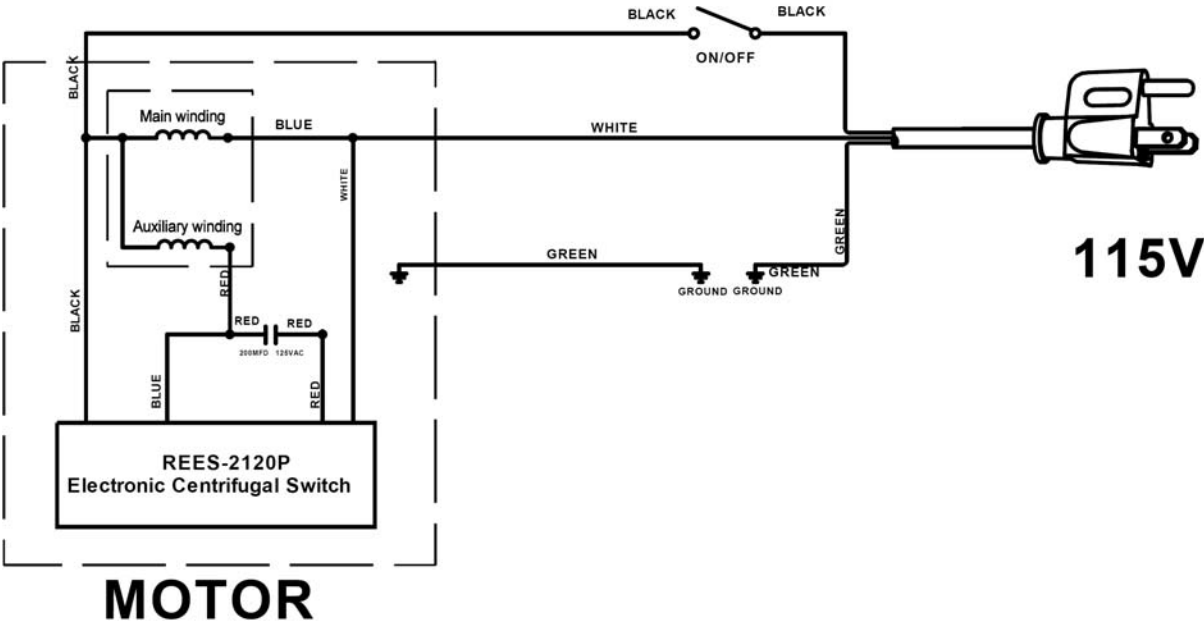 BLACK
BLACK
ON/OFF
BLACK
Main winding
BLUE
WHITE
WHITE
Auxiliary winding
GREEN
GREEN
GREEN
GROUND
GROUND
115V
RED
BLACK
RED
RED
200MFD 125VAC
BLUE
RED
REES-2120P
Electronic Centrifugal Switch
MOTOR